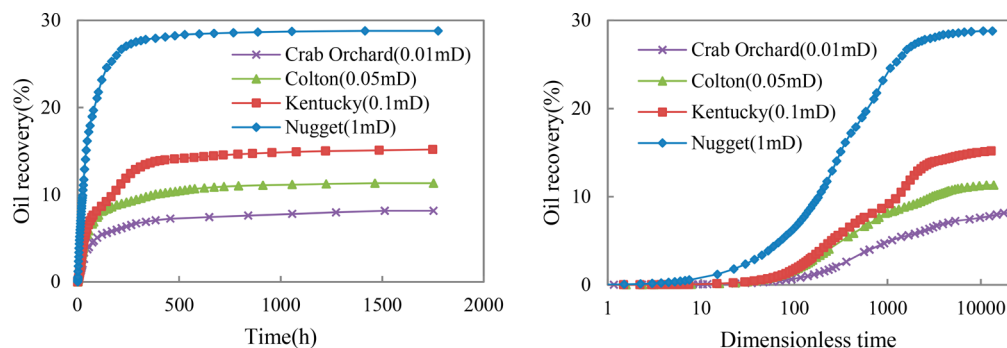 30
20
10
0
Oil recovery(%)
Crab Orchard(0.01mD)
Colton(0.05mD)
Kentucky(0.1mD)
Nugget(1mD)
0 500 1000 1500 2000
Time(h)
30
20
10
0
Oil recovery(%)
Crab Orchard(0.01mD)
Colton(0.05mD)
Kentucky(0.1mD)
Nugget(1mD)
1 10 100 1000 10000
Dimensionless time